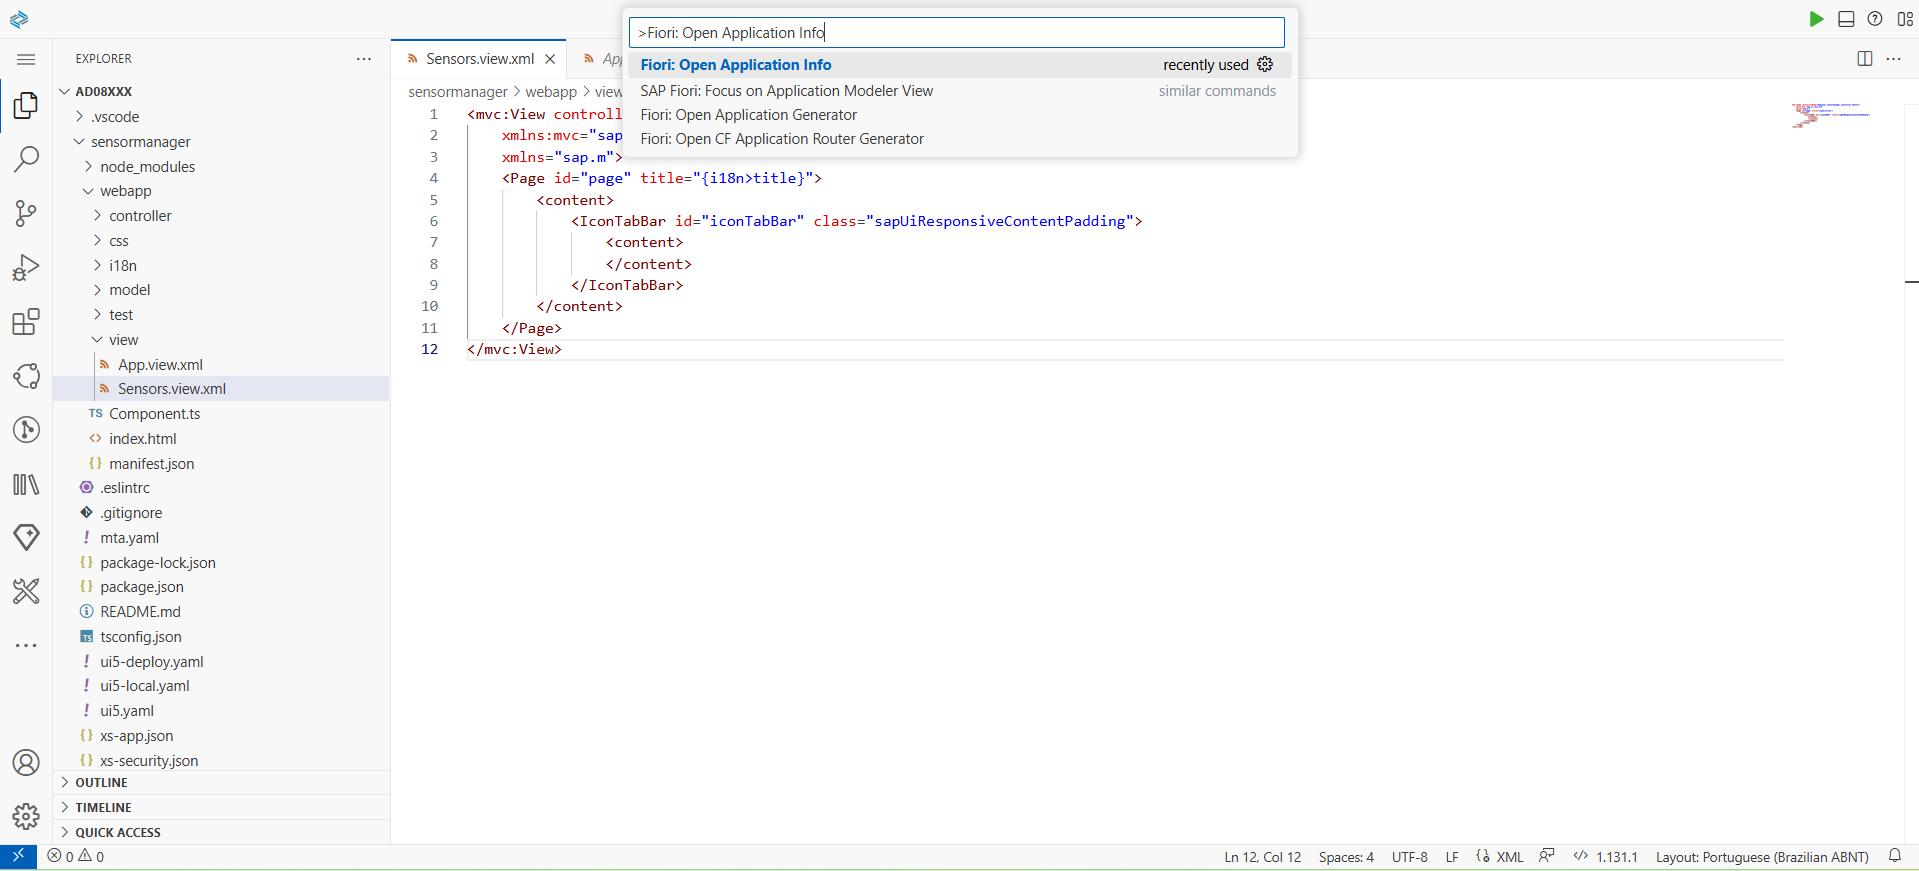 >Fiori: Open Application Info
Fiori: Open Application Info
recently used
SAP Fiori: Focus on Application Modeler View
similar commands
Fiori: Open Application Generator
Fiori: Open CF Application Router Generator
EXPLORER
AD08XXX
.vscode
sensormanager
node_modules
webapp
controller
css
i18n
model
test
view
App.view.xml
Sensors.view.xml
TS Component.ts
<> index.html
{} manifest.json
.eslintrc
.gitignore
! mta.yaml
{} package-lock.json
{} package.json
README.md
TS tsconfig.json
! ui5-deploy.yaml
! ui5-local.yaml
! ui5.yaml
{} xs-app.json
{} xs-security.json
OUTLINE
TIMELINE
QUICK ACCESS
Sensors.view.xml
sensormanager > webapp > view
1 <mvc:View controll
2 xmlns:mvc="sap
3 xmlns="sap.m">
4 <Page id="page" title="{i18n>title}">
5 <content>
6 <IconTabBar id="iconTabBar" class="sapUiResponsiveContentPadding">
7 <content>
8 </content>
9 </IconTabBar>
10 </content>
11 </Page>
12 </mvc:View>
0 0
Ln 12, Col 12
Spaces: 4
UTF-8
LF
XML
1.131.1
Layout: Portuguese (Brazilian ABNT)